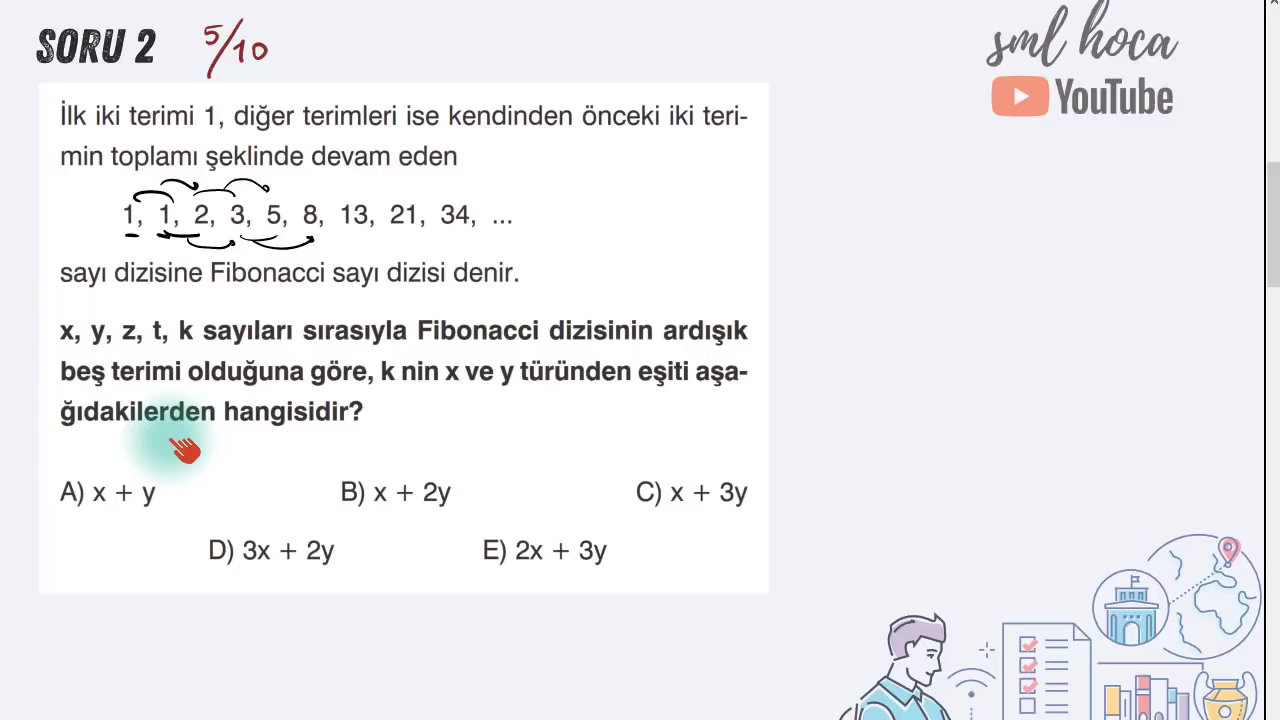 SORU 2 5/10
sml hoca
YouTube
İlk iki terimi 1, diğer terimleri ise kendinden önceki iki teri-
min toplamı şeklinde devam eden
1, 1, 2, 3, 5, 8, 13, 21, 34, ...
sayı dizisine Fibonacci sayı dizisi denir.
x, y, z, t, k sayıları sırasıyla Fibonacci dizisinin ardışık
beş terimi olduğuna göre, k nin x ve y türünden eşiti aşa-
ğıdakilerden hangisidir?
A) x + y B) x + 2y C) x + 3y
D) 3x + 2y E) 2x + 3y